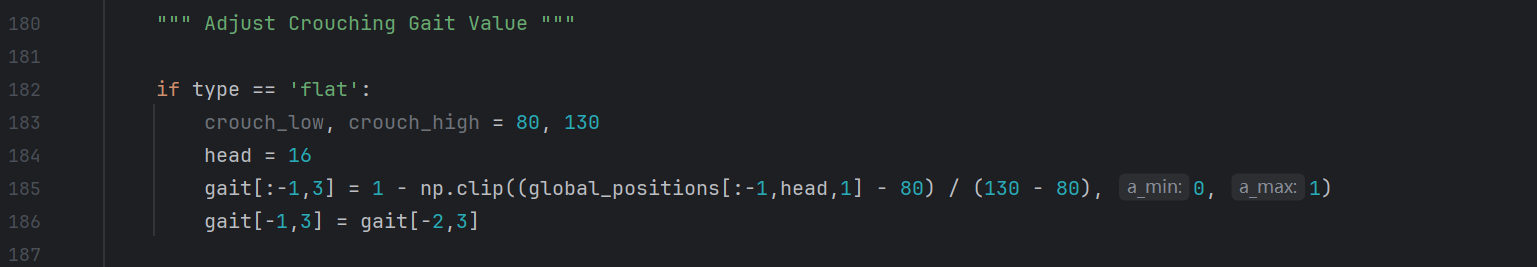 180 """ Adjust Crouching Gait Value """
181
182 if type == 'flat':
183 crouch_low, crouch_high = 80, 130
184 head = 16
185 gait[:-1,3] = 1 - np.clip((global_positions[:-1,head,1] - 80) / (130 - 80), a_min: 0, a_max: 1)
186 gait[-1,3] = gait[-2,3]
187